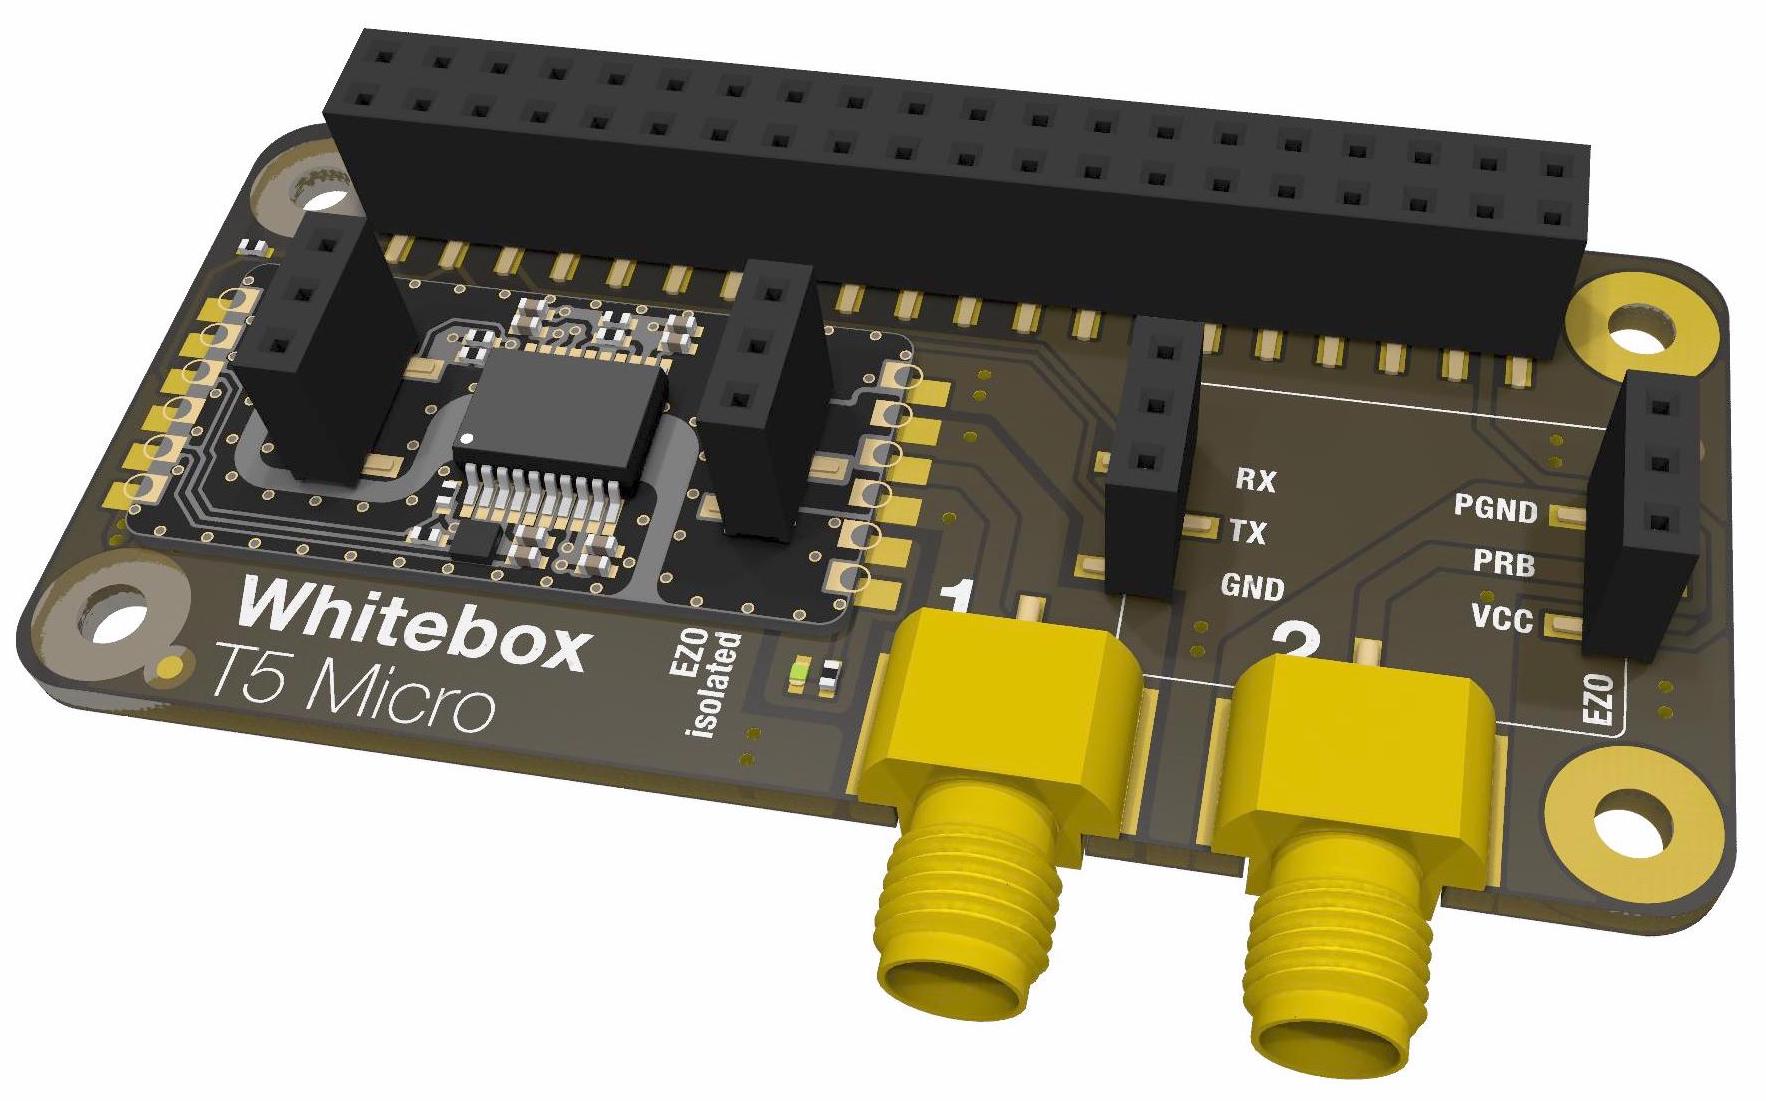 Whitebox
T5 Micro
EZO
isolated
1
RX
TX
GND
2
PGND
PRB
VCC
EZO